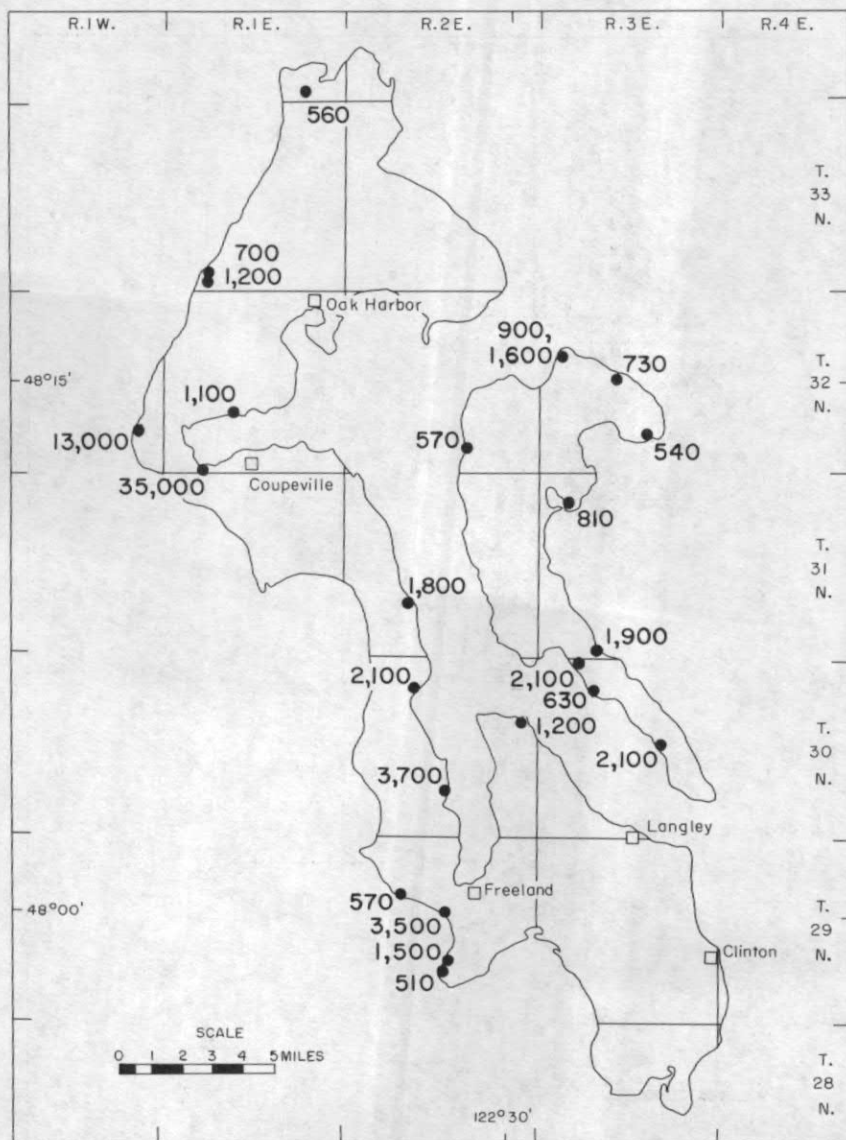 R.1W. R.1E. R.2E. R.3E. R.4E.
560
T.
33
N.
700
1,200
Oak Harbor
900,
1,600
730
T.
32
N.
48°15'
1,100
13,000
570
540
35,000
Coupeville
810
T.
31
N.
1,800
1,900
2,100
2,100
630
1,200
2,100
T.
30
N.
3,700
Langley
570
Freeland
48°00'
3,500
T.
29
N.
1,500
510
Clinton
SCALE
0 1 2 3 4 5 MILES
T.
28
N.
122°30'